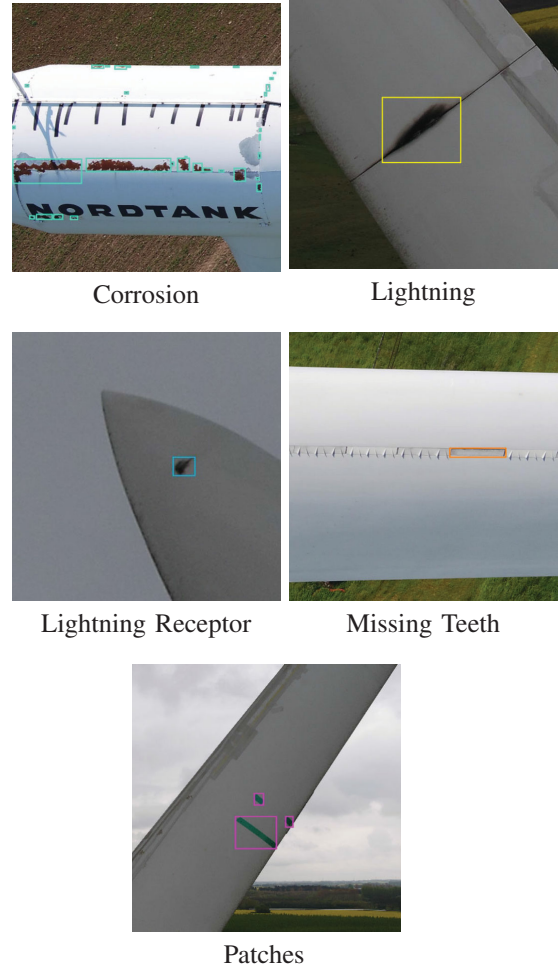 NORDTANK
Corrosion
Lightning
Lightning Receptor
Missing Teeth
Patches